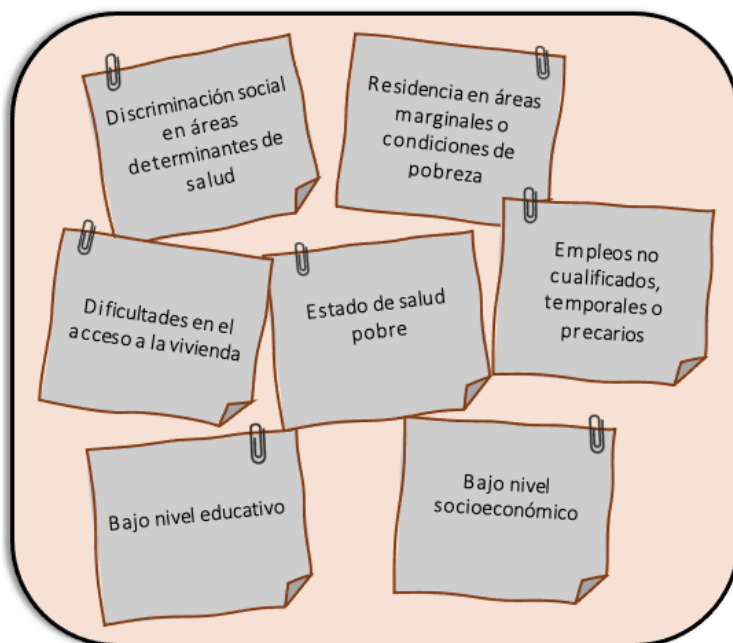 Discriminación social
en áreas
determinantes de
salud
Residencia en áreas
marginales o
condiciones de
pobreza
Dificultades en el
acceso a la vivienda
Estado de salud
pobre
Empleos no
cualificados,
temporales o
precarios
Bajo nivel educativo
Bajo nivel
socioeconómico